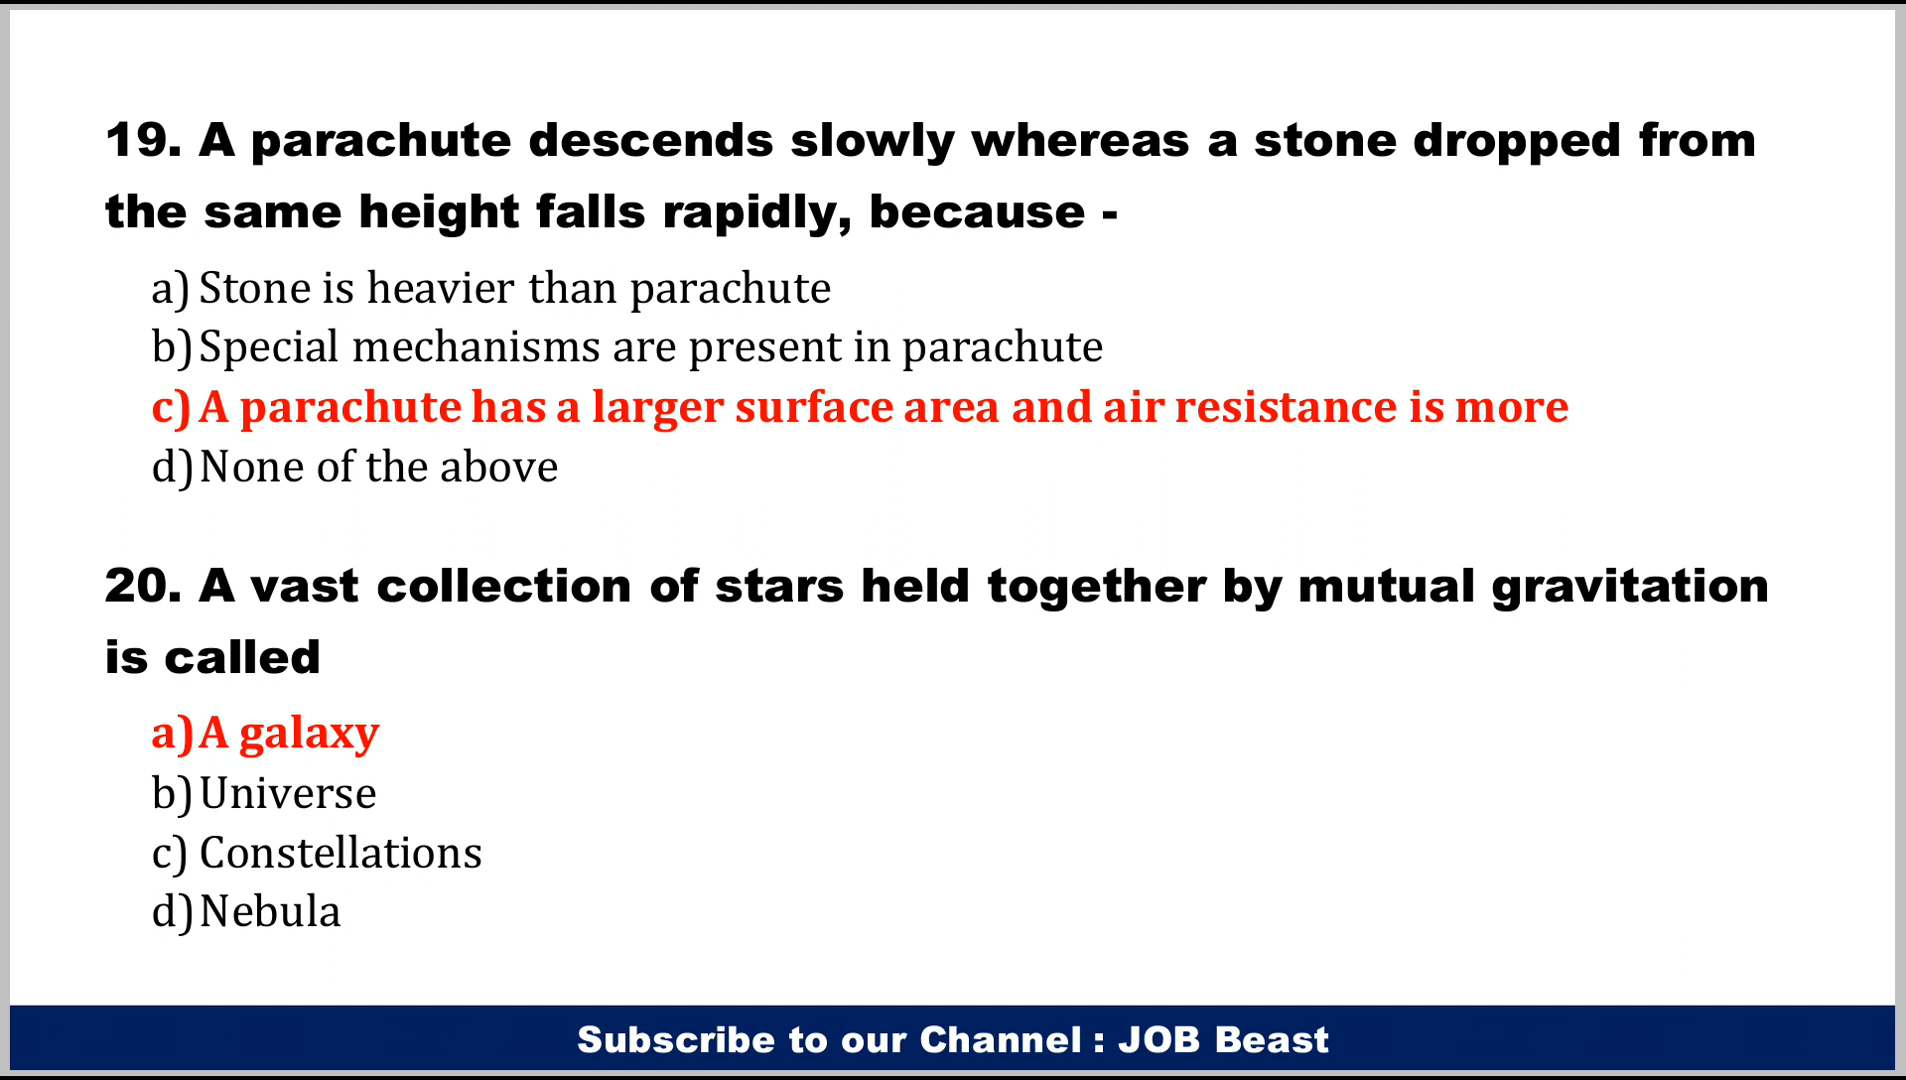 19. A parachute descends slowly whereas a stone dropped from
the same height falls rapidly, because -
a) Stone is heavier than parachute
b) Special mechanisms are present in parachute
c) A parachute has a larger surface area and air resistance is more
d) None of the above
20. A vast collection of stars held together by mutual gravitation
is called
a) A galaxy
b) Universe
c) Constellations
d) Nebula
Subscribe to our Channel : JOB Beast